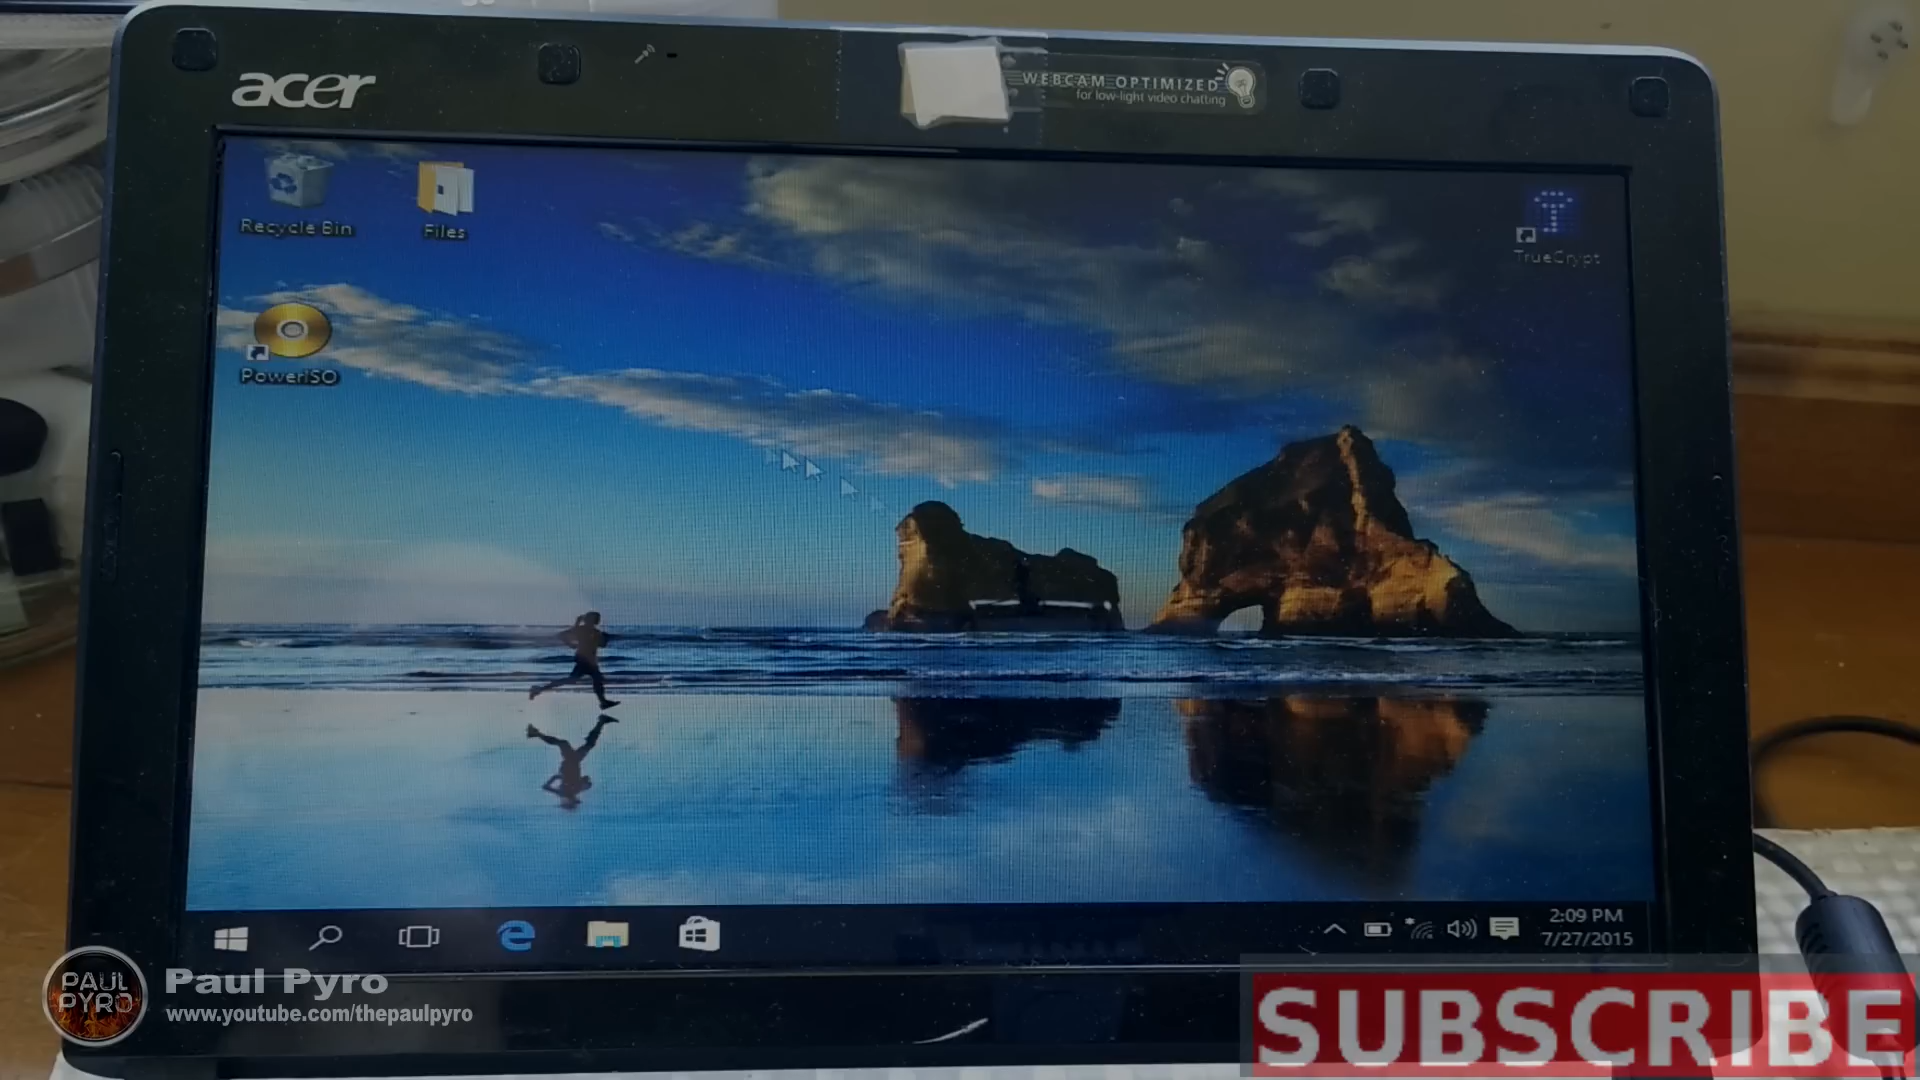 acer
WEBCAM OPTIMIZED
for low-light video chatting
Recycle Bin
Files
TrueCrypt
PowerISO
2:09 PM
7/27/2015
PAUL
PYRO
Paul Pyro
www.youtube.com/thepaulpyro
SUBSCRIBE